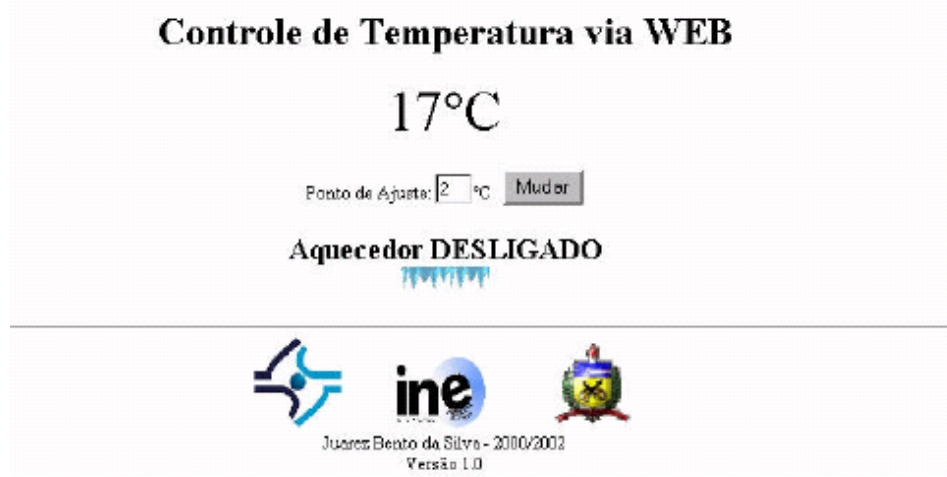 Controle de Temperatura via WEB
17°C
Ponto de Ajuste: 2 °C Mudar
Aquecedor DESLIGADO
ine
Juarez Bento da Silva - 2000/2002
Versão 1.0